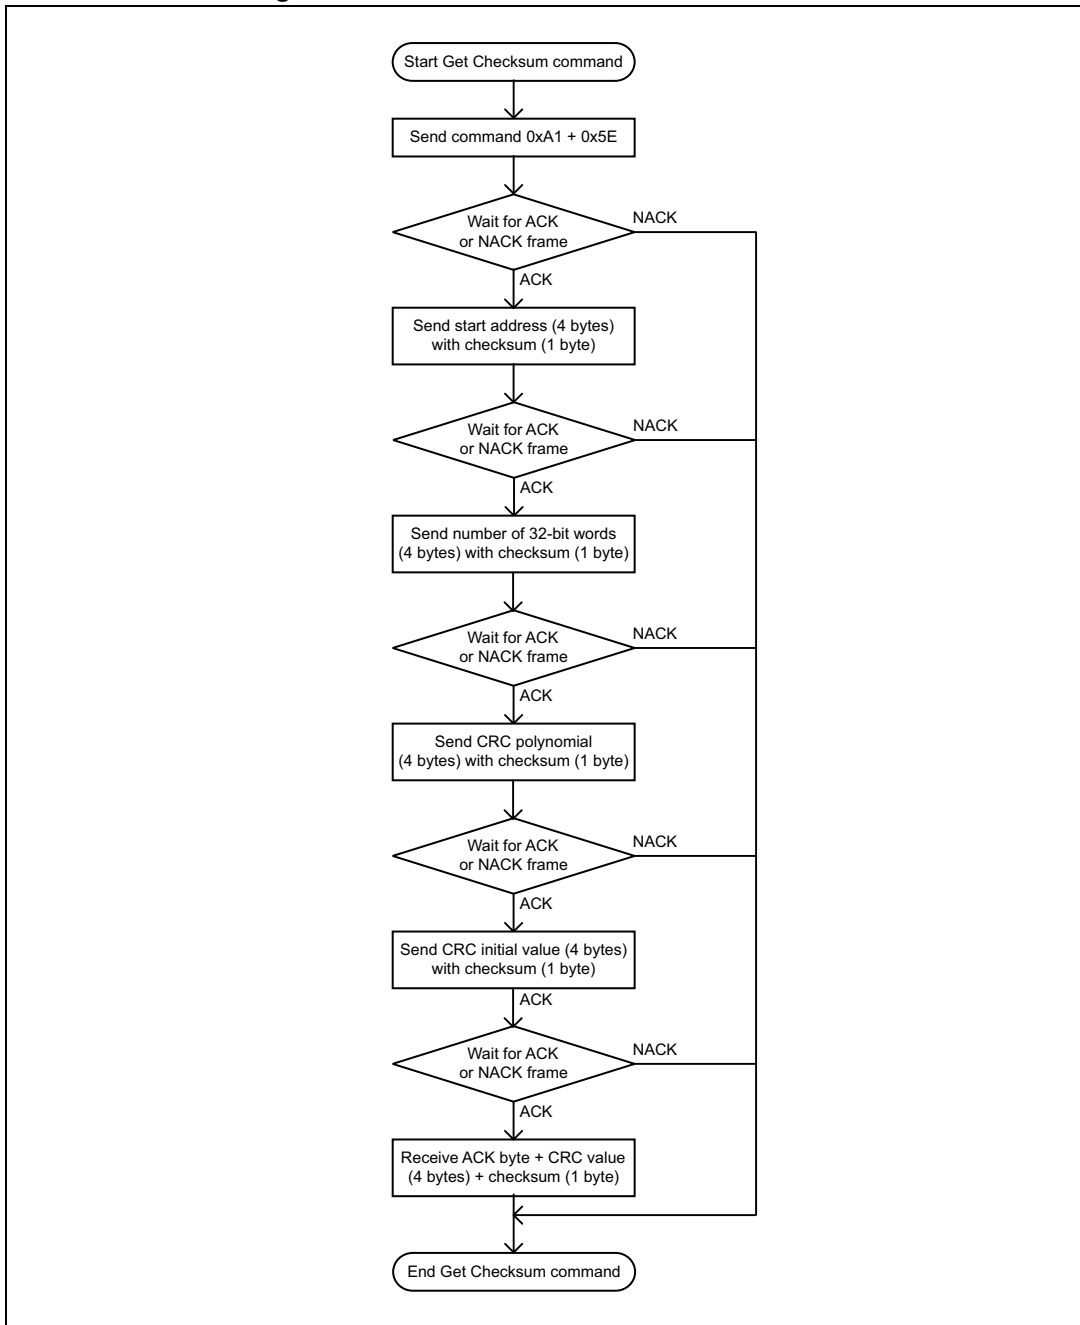 Start Get Checksum command
Send command 0xA1 + 0x5E
Wait for ACK
or NACK frame
NACK
ACK
Send start address (4 bytes)
with checksum (1 byte)
Wait for ACK
or NACK frame
NACK
ACK
Send number of 32-bit words
(4 bytes) with checksum (1 byte)
Wait for ACK
or NACK frame
NACK
ACK
Send CRC polynomial
(4 bytes) with checksum (1 byte)
Wait for ACK
or NACK frame
NACK
ACK
Send CRC initial value (4 bytes)
with checksum (1 byte)
ACK
Wait for ACK
or NACK frame
NACK
ACK
Receive ACK byte + CRC value
(4 bytes) + checksum (1 byte)
End Get Checksum command